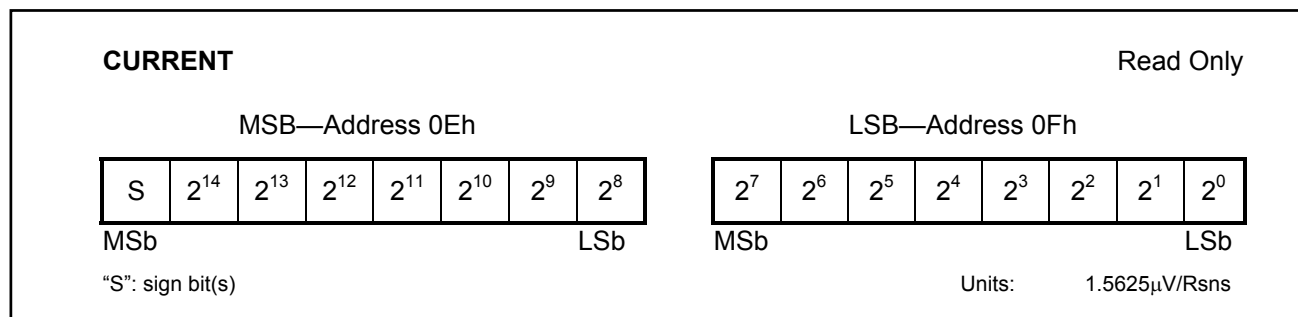 CURRENT Read Only
MSB—Address 0Eh LSB—Address 0Fh
S 2¹⁴ 2¹³ 2¹² 2¹¹ 2¹⁰ 2⁹ 2⁸ 2⁷ 2⁶ 2⁵ 2⁴ 2³ 2² 2¹ 2⁰
MSb LSb MSb LSb
“S”: sign bit(s) Units: 1.5625μV/Rsns